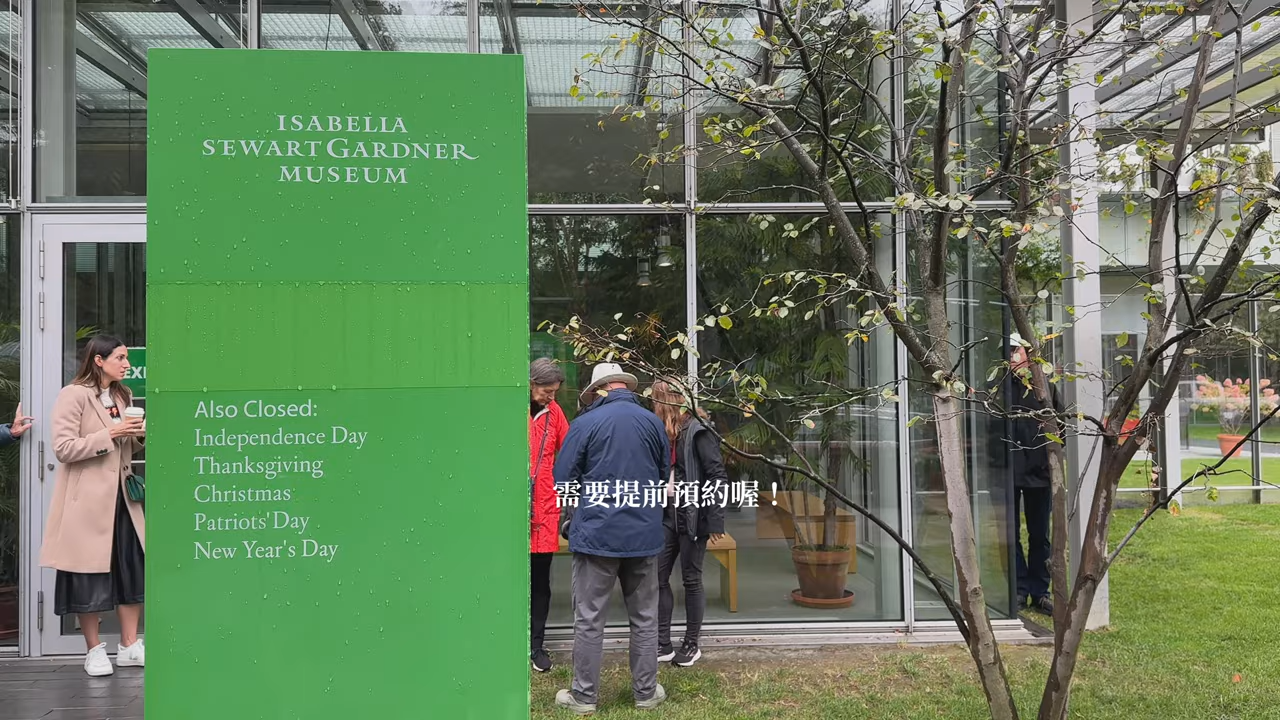 ISABELLA
STEWART GARDNER
MUSEUM
Also Closed:
Independence Day
Thanksgiving
Christmas
Patriots' Day
New Year's Day
需要提前預約喔！